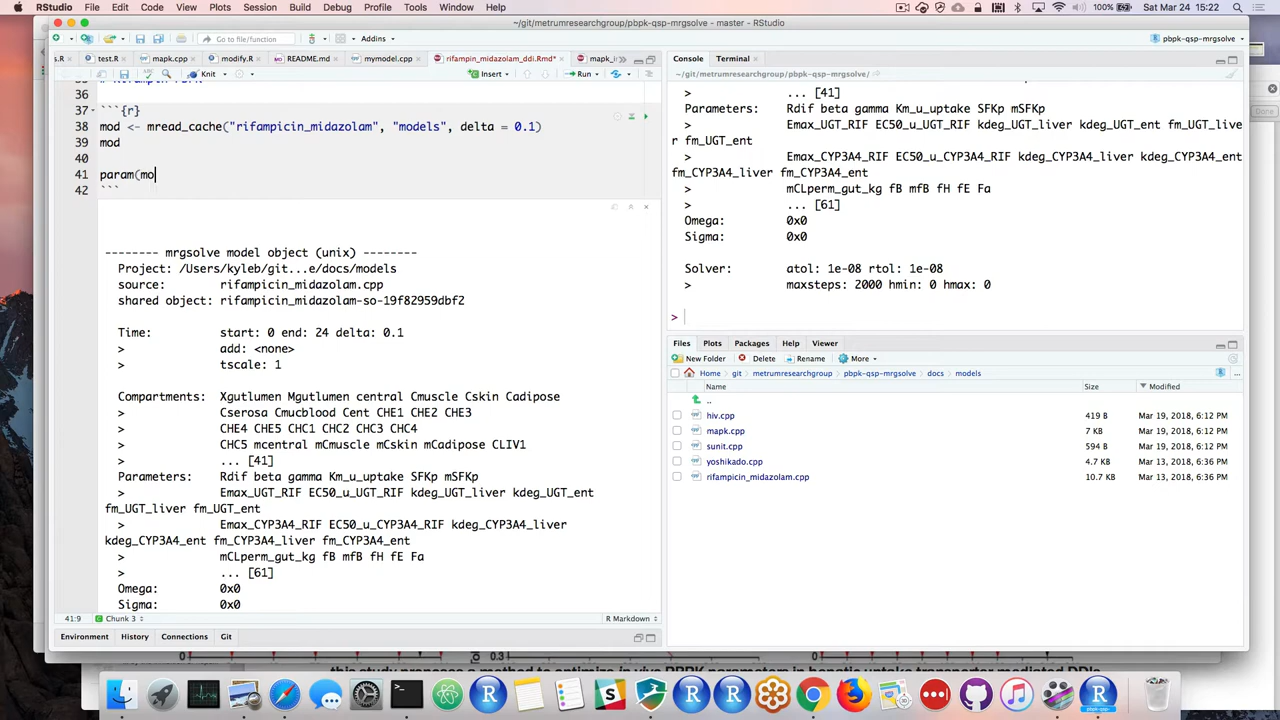 RStudio File Edit Code View Plots Session Build Debug Profile Tools Window Help 100% Sat Mar 24 15:22
~/git/metrumresearchgroup/pbpk-qsp-mrgsolve - master - RStudio
Go to file/function Addins pbpk-qsp-mrgsolve
s.R test.R mapk.cpp modify.R README.md mymodel.cpp rifampin_midazolam_ddi.Rmd* mapk_i
Knit Insert Run
36
37 ```{r}
38 mod <- mread_cache("rifampicin_midazolam", "models", delta = 0.1)
39 mod
40
41 param(mo
42 ```
-------- mrgsolve model object (unix) --------
Project: /Users/kyleb/git...e/docs/models
source: rifampicin_midazolam.cpp
shared object: rifampicin_midazolam-so-19f82959dbf2
Time: start: 0 end: 24 delta: 0.1
> add: <none>
> tscale: 1
Compartments: Xgutlumen Mgutlumen central Cmuscle Cskin Cadipose
> Cserosa Cmucblood Cent CHE1 CHE2 CHE3
> CHE4 CHE5 CHC1 CHC2 CHC3 CHC4
> CHC5 mcentral mCmuscle mCskin mCadipose CLIV1
> ... [41]
Parameters: Rdif beta gamma Km_u_uptake SFKp mSFKp
> Emax_UGT_RIF EC50_u_UGT_RIF kdeg_UGT_liver kdeg_UGT_ent
fm_UGT_liver fm_UGT_ent
> Emax_CYP3A4_RIF EC50_u_CYP3A4_RIF kdeg_CYP3A4_liver
kdeg_CYP3A4_ent fm_CYP3A4_liver fm_CYP3A4_ent
> mCLperm_gut_kg fB mfB fH fE Fa
> ... [61]
Omega: 0x0
Sigma: 0x0
41:9 Chunk 3 R Markdown
Environment History Connections Git
Console Terminal
~/git/metrumresearchgroup/pbpk-qsp-mrgsolve/
> ... [41]
> Parameters: Rdif beta gamma Km_u_uptake SFKp mSFKp
> Emax_UGT_RIF EC50_u_UGT_RIF kdeg_UGT_liver kdeg_UGT_ent fm_UGT_live
r fm_UGT_ent
> Emax_CYP3A4_RIF EC50_u_CYP3A4_RIF kdeg_CYP3A4_liver kdeg_CYP3A4_ent
fm_CYP3A4_liver fm_CYP3A4_ent
> mCLperm_gut_kg fB mfB fH fE Fa
> ... [61]
Omega: 0x0
Sigma: 0x0
Solver: atol: 1e-08 rtol: 1e-08
> maxsteps: 2000 hmin: 0 hmax: 0
>
Files Plots Packages Help Viewer
New Folder Delete Rename More
Home git metrumresearchgroup pbpk-qsp-mrgsolve docs models
Name Size Modified
..
hiv.cpp 419 B Mar 19, 2018, 6:12 PM
mapk.cpp 7 KB Mar 19, 2018, 6:12 PM
sunit.cpp 594 B Mar 19, 2018, 6:12 PM
yoshikado.cpp 4.7 KB Mar 13, 2018, 6:36 PM
rifampicin_midazolam.cpp 10.7 KB Mar 13, 2018, 6:36 PM
0.3